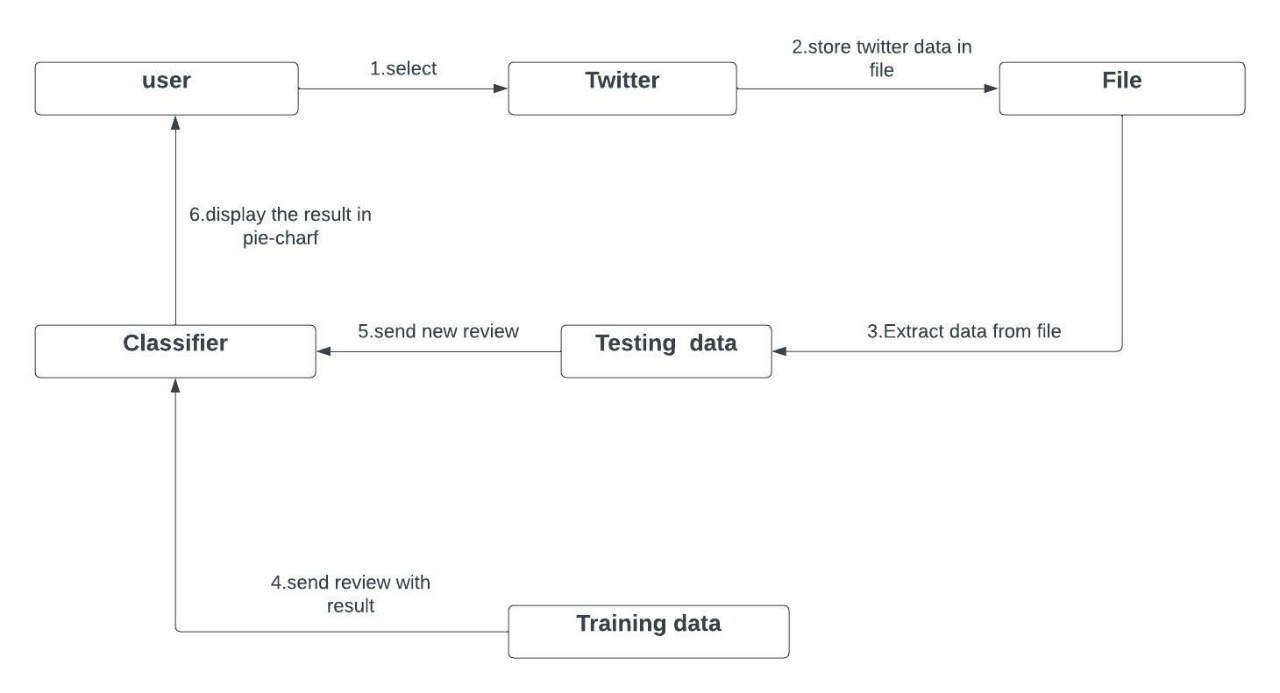 user
1.select
Twitter
2.store twitter data in
file
File
6.display the result in
pie-charf
Classifier
5.send new review
Testing data
3.Extract data from file
4.send review with
result
Training data